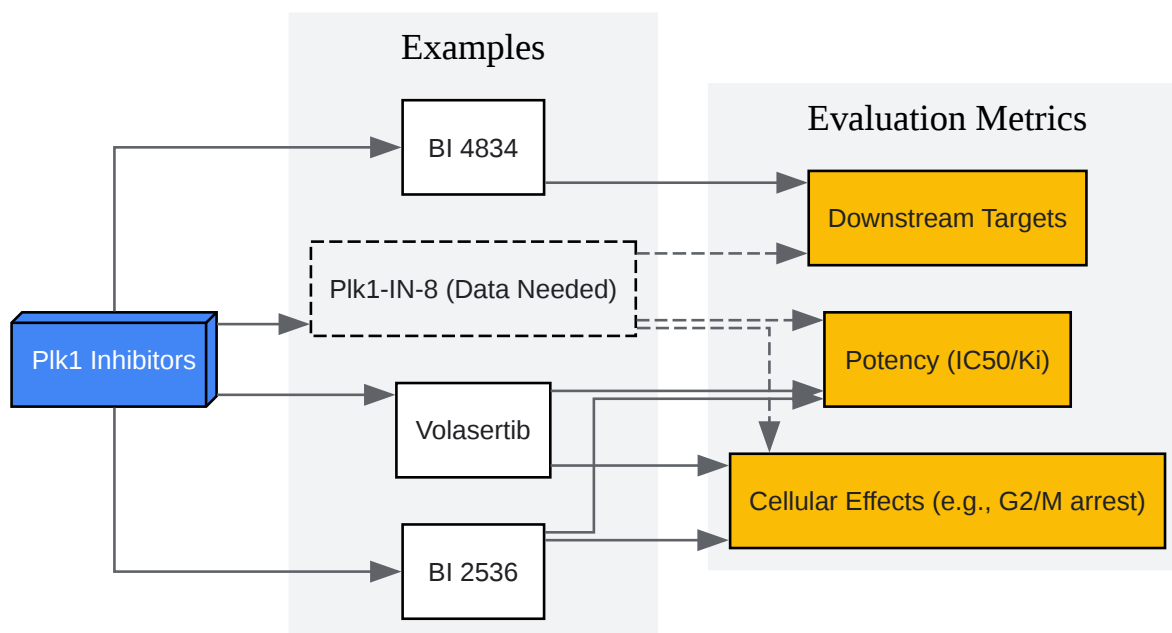 Examples
Evaluation Metrics
BI 4834
Downstream Targets
Plk1-IN-8 (Data Needed)
Plk1 Inhibitors
Potency (IC50/Ki)
Volasertib
Cellular Effects (e.g., G2/M arrest)
BI 2536